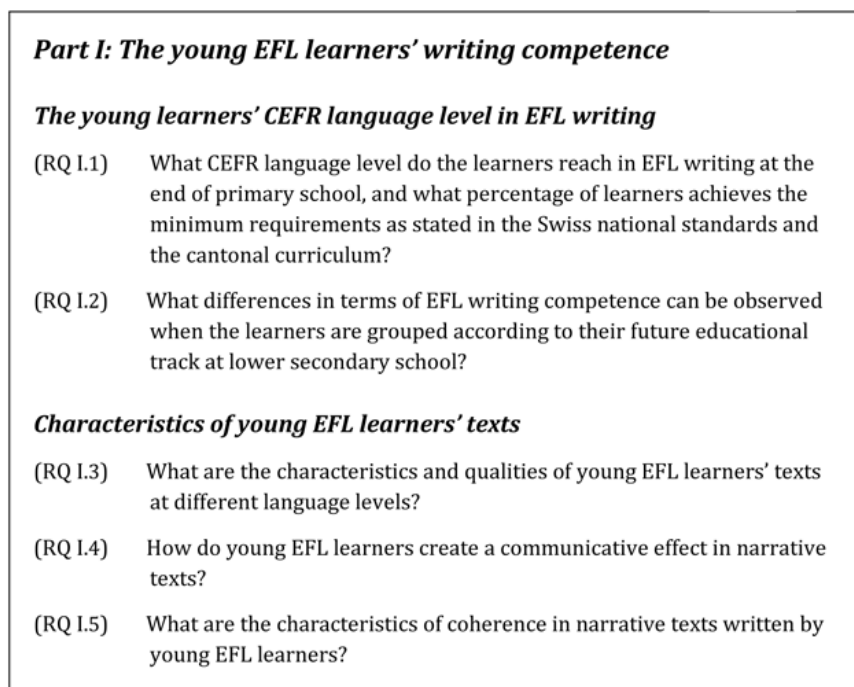 Part I: The young EFL learners’ writing competence
The young learners’ CEFR language level in EFL writing
(RQ I.1) What CEFR language level do the learners reach in EFL writing at the
end of primary school, and what percentage of learners achieves the
minimum requirements as stated in the Swiss national standards and
the cantonal curriculum?
(RQ I.2) What differences in terms of EFL writing competence can be observed
when the learners are grouped according to their future educational
track at lower secondary school?
Characteristics of young EFL learners’ texts
(RQ I.3) What are the characteristics and qualities of young EFL learners’ texts
at different language levels?
(RQ I.4) How do young EFL learners create a communicative effect in narrative
texts?
(RQ I.5) What are the characteristics of coherence in narrative texts written by
young EFL learners?